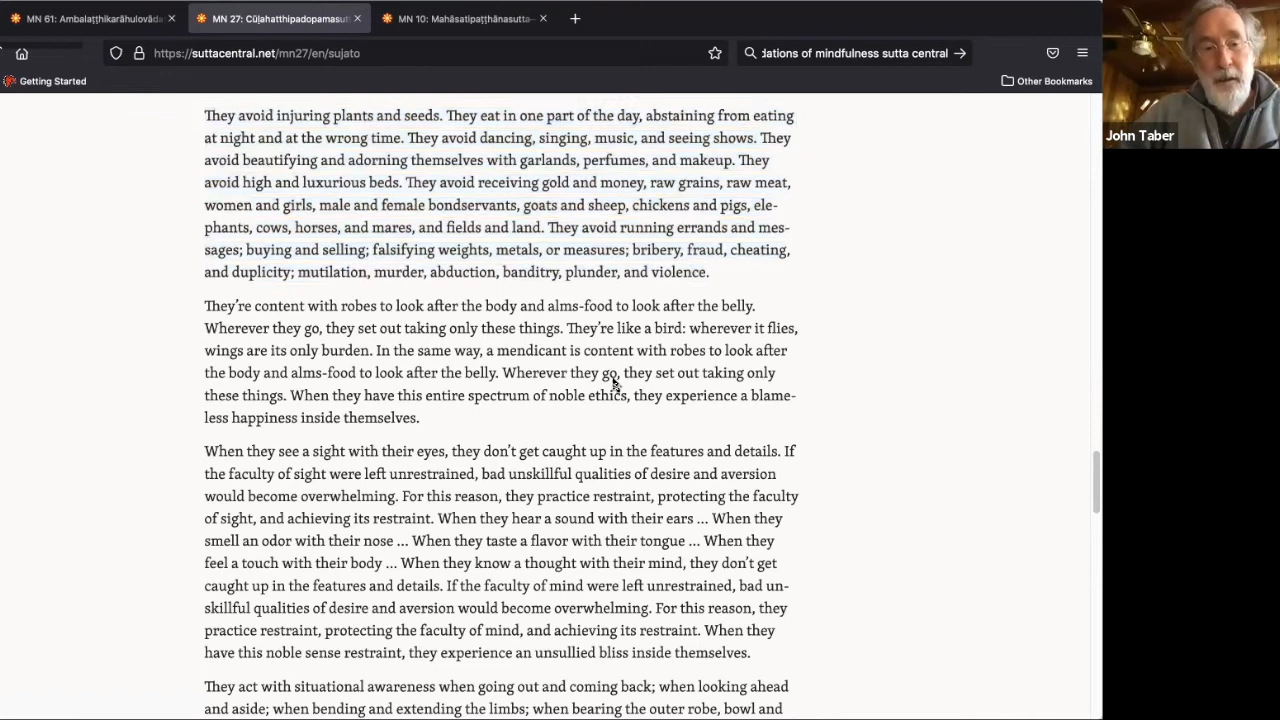 MN 61: Ambalaṭṭhikarāhulovāda
MN 27: Cūḷahatthipadopamasut
MN 10: Mahāsatipaṭṭhānasutta—
https://suttacentral.net/mn27/en/sujato
dations of mindfulness sutta central
Getting Started
Other Bookmarks
John Taber
They avoid injuring plants and seeds. They eat in one part of the day, abstaining from eating
at night and at the wrong time. They avoid dancing, singing, music, and seeing shows. They
avoid beautifying and adorning themselves with garlands, perfumes, and makeup. They
avoid high and luxurious beds. They avoid receiving gold and money, raw grains, raw meat,
women and girls, male and female bondservants, goats and sheep, chickens and pigs, ele-
phants, cows, horses, and mares, and fields and land. They avoid running errands and mes-
sages; buying and selling; falsifying weights, metals, or measures; bribery, fraud, cheating,
and duplicity; mutilation, murder, abduction, banditry, plunder, and violence.
They’re content with robes to look after the body and alms-food to look after the belly.
Wherever they go, they set out taking only these things. They’re like a bird: wherever it flies,
wings are its only burden. In the same way, a mendicant is content with robes to look after
the body and alms-food to look after the belly. Wherever they go, they set out taking only
these things. When they have this entire spectrum of noble ethics, they experience a blame-
less happiness inside themselves.
When they see a sight with their eyes, they don’t get caught up in the features and details. If
the faculty of sight were left unrestrained, bad unskillful qualities of desire and aversion
would become overwhelming. For this reason, they practice restraint, protecting the faculty
of sight, and achieving its restraint. When they hear a sound with their ears ... When they
smell an odor with their nose ... When they taste a flavor with their tongue ... When they
feel a touch with their body ... When they know a thought with their mind, they don’t get
caught up in the features and details. If the faculty of mind were left unrestrained, bad un-
skillful qualities of desire and aversion would become overwhelming. For this reason, they
practice restraint, protecting the faculty of mind, and achieving its restraint. When they
have this noble sense restraint, they experience an unsullied bliss inside themselves.
They act with situational awareness when going out and coming back; when looking ahead
and aside; when bending and extending the limbs; when bearing the outer robe, bowl and